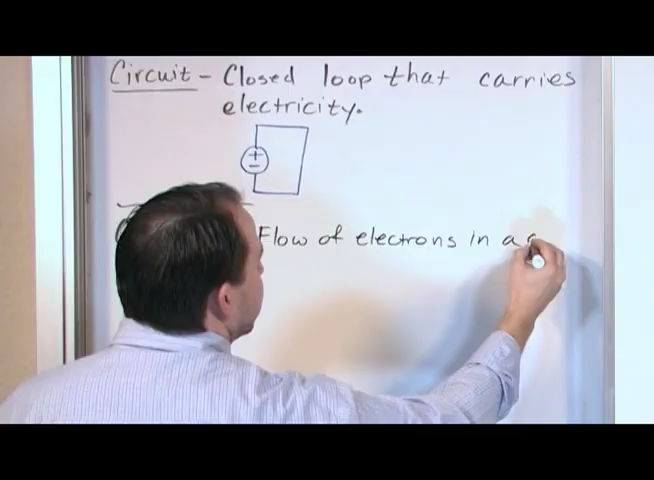 Circuit - Closed loop that carries
electricity.
+
-
Flow of electrons in a